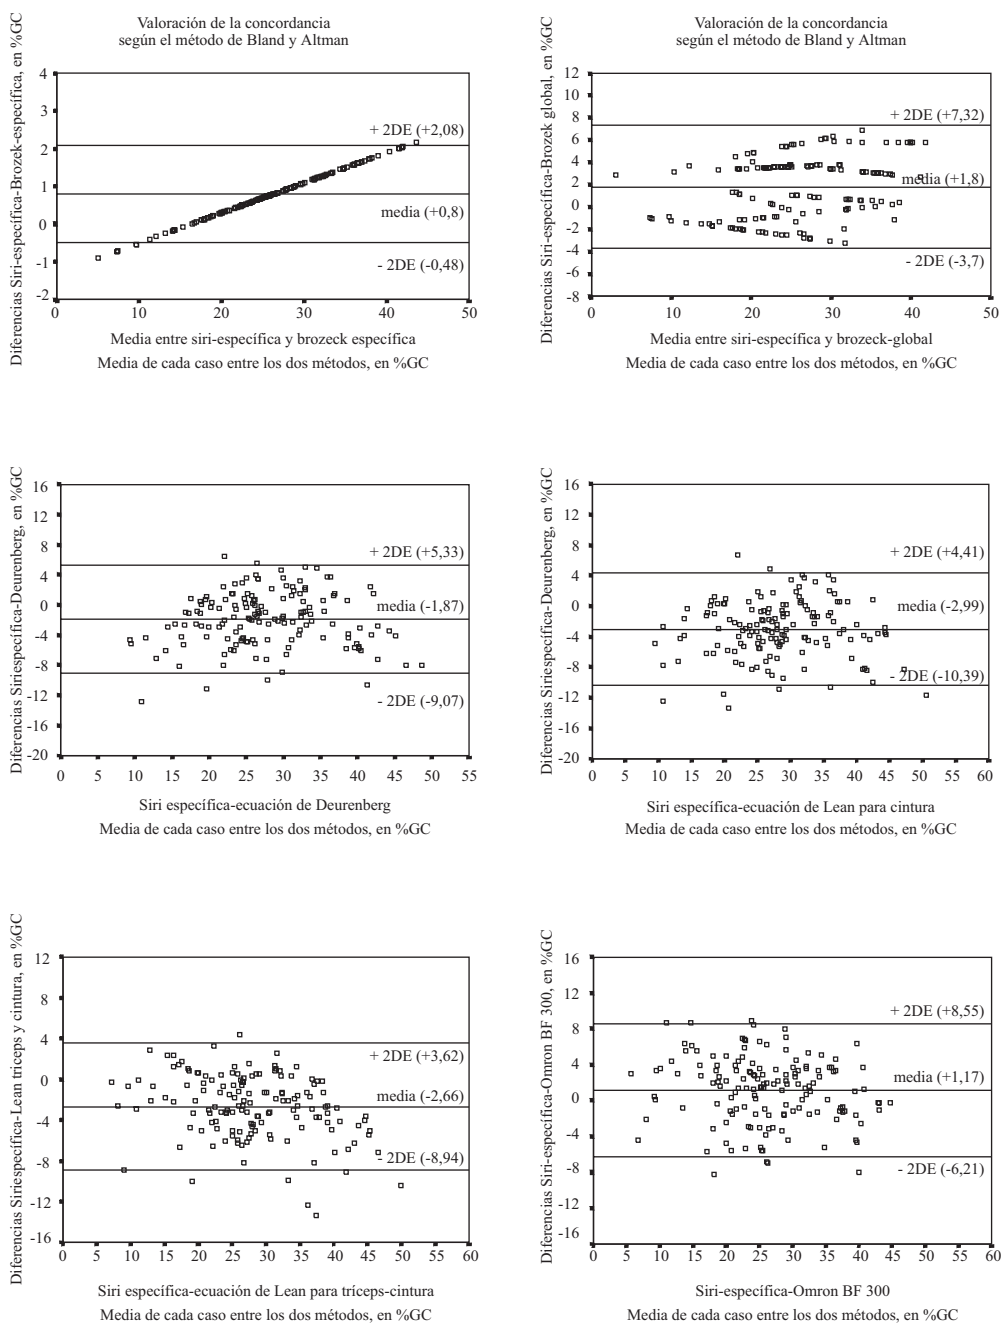 Valoración de la concordancia
según el método de Bland y Altman
Diferencias Siri-específica-Brozek-específica, en %GC
4
3
2
1
0
-1
-2
+ 2DE (+2,08)
media (+0,8)
- 2DE (-0,48)
0 10 20 30 40 50
Media entre siri-específica y brozeck específica
Media de cada caso entre los dos métodos, en %GC
Valoración de la concordancia
según el método de Bland y Altman
Diferencias Siri-específica-Brozek global, en %GC
12
10
8
6
4
2
0
-2
-4
-6
-8
+ 2DE (+7,32)
media (+1,8)
- 2DE (-3,7)
0 10 20 30 40 50
Media entre siri-específica y brozeck-global
Media de cada caso entre los dos métodos, en %GC
Diferencias Siriespecífica-Deurenberg, en %GC
16
12
8
4
0
-4
-8
-12
-16
-20
+ 2DE (+5,33)
media (-1,87)
- 2DE (-9,07)
0 5 10 15 20 25 30 35 40 45 50 55
Siri específica-ecuación de Deurenberg
Media de cada caso entre los dos métodos, en %GC
Diferencias Siriespecífica-Deurenberg, en %GC
16
12
8
4
0
-4
-8
-12
-16
-20
+ 2DE (+4,41)
media (-2,99)
- 2DE (-10,39)
0 5 10 15 20 25 30 35 40 45 50 60
Siri específica-ecuación de Lean para cintura
Media de cada caso entre los dos métodos, en %GC
Diferencias Siriespecífica-Lean tríceps y cintura, en %GC
12
8
4
0
-4
-8
-12
-16
+ 2DE (+3,62)
media (-2,66)
- 2DE (-8,94)
0 5 10 15 20 25 30 35 40 45 50 55 60
Siri específica-ecuación de Lean para tríceps-cintura
Media de cada caso entre los dos métodos, en %GC
Diferencias Siri-específica-Omron BF 300, en %GC
16
12
8
4
0
-4
-8
-12
-16
+ 2DE (+8,55)
media (+1,17)
- 2DE (-6,21)
0 5 10 15 20 25 30 35 40 45 50 55 60
Siri-específica-Omron BF 300
Media de cada caso entre los dos métodos, en %GC